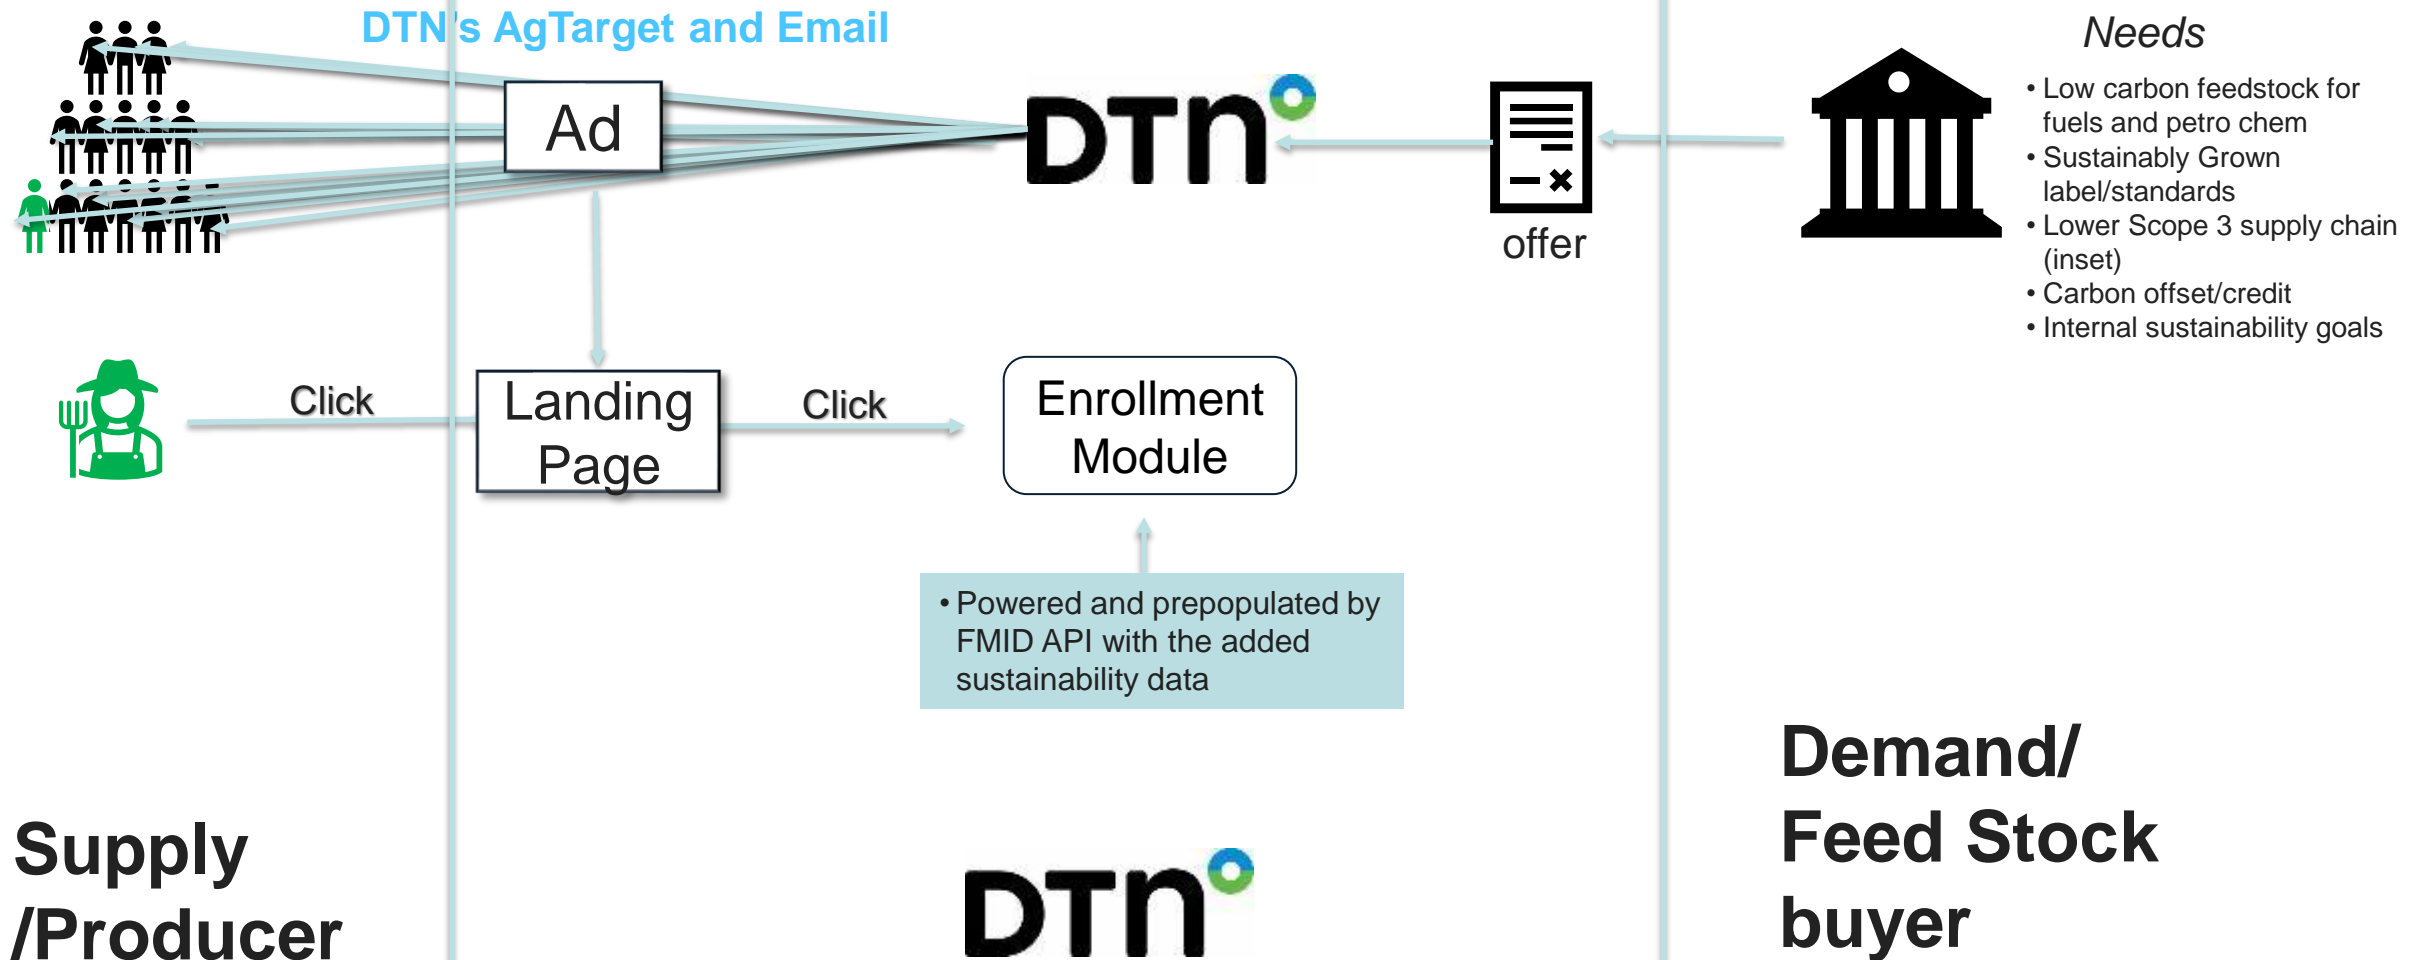 DTN's AgTarget and Email
Ad
DTN
offer
Needs
• Low carbon feedstock for
fuels and petro chem
• Sustainably Grown
label/standards
• Lower Scope 3 supply chain
(inset)
• Carbon offset/credit
• Internal sustainability goals
Click
Landing
Page
Click
Enrollment
Module
• Powered and prepopulated by
FMID API with the added
sustainability data
Supply
/Producer
DTN
Demand/
Feed Stock
buyer